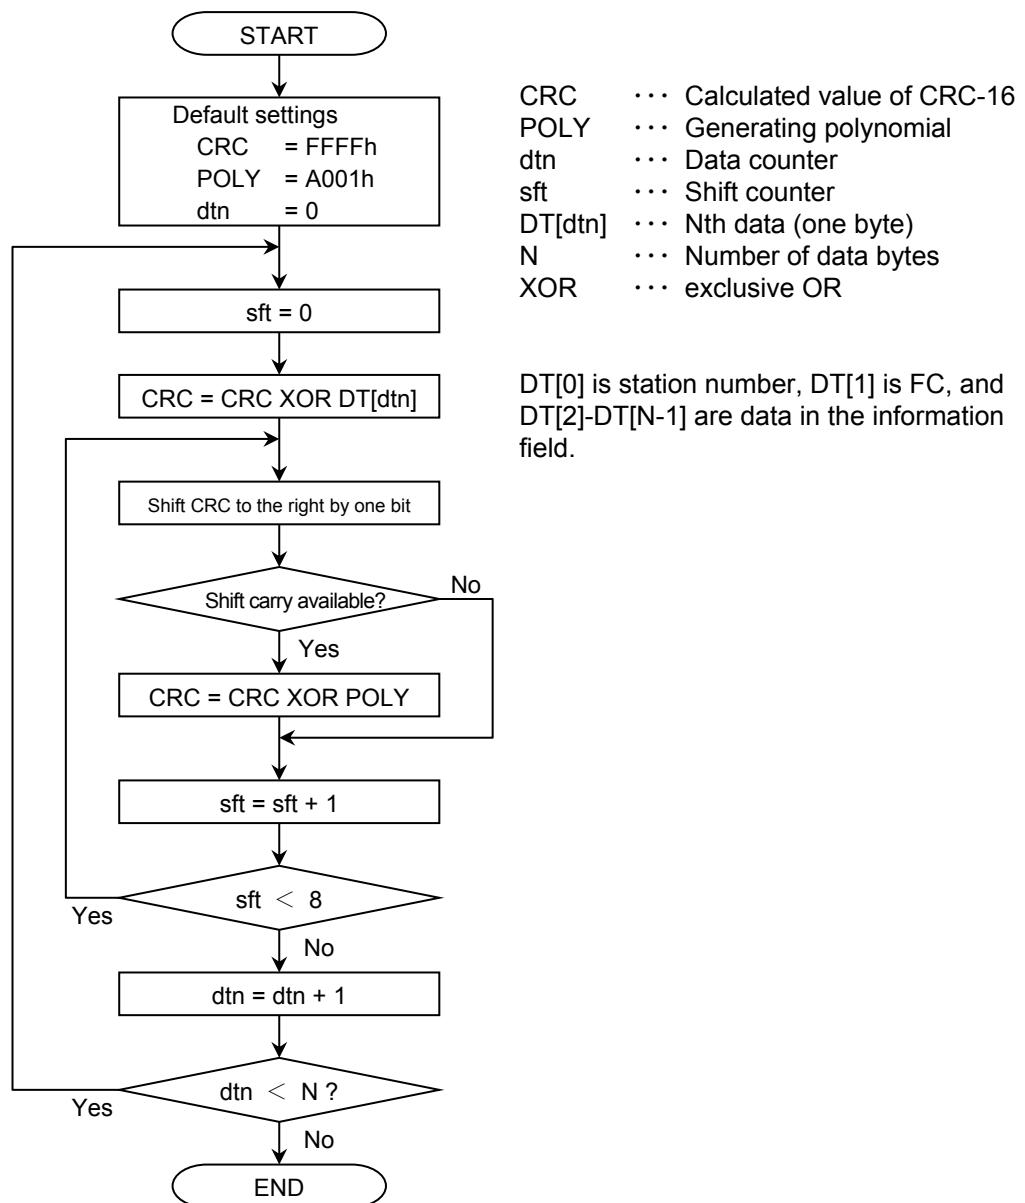 START
Default settings
CRC = FFFFh
POLY = A001h
dtn = 0
sft = 0
CRC = CRC XOR DT[dtn]
Shift CRC to the right by one bit
Shift carry available?
No
Yes
CRC = CRC XOR POLY
sft = sft + 1
sft < 8
Yes
No
dtn = dtn + 1
dtn < N ?
Yes
No
END
CRC ··· Calculated value of CRC-16
POLY ··· Generating polynomial
dtn ··· Data counter
sft ··· Shift counter
DT[dtn] ··· Nth data (one byte)
N ··· Number of data bytes
XOR ··· exclusive OR
DT[0] is station number, DT[1] is FC, and
DT[2]-DT[N-1] are data in the information
field.